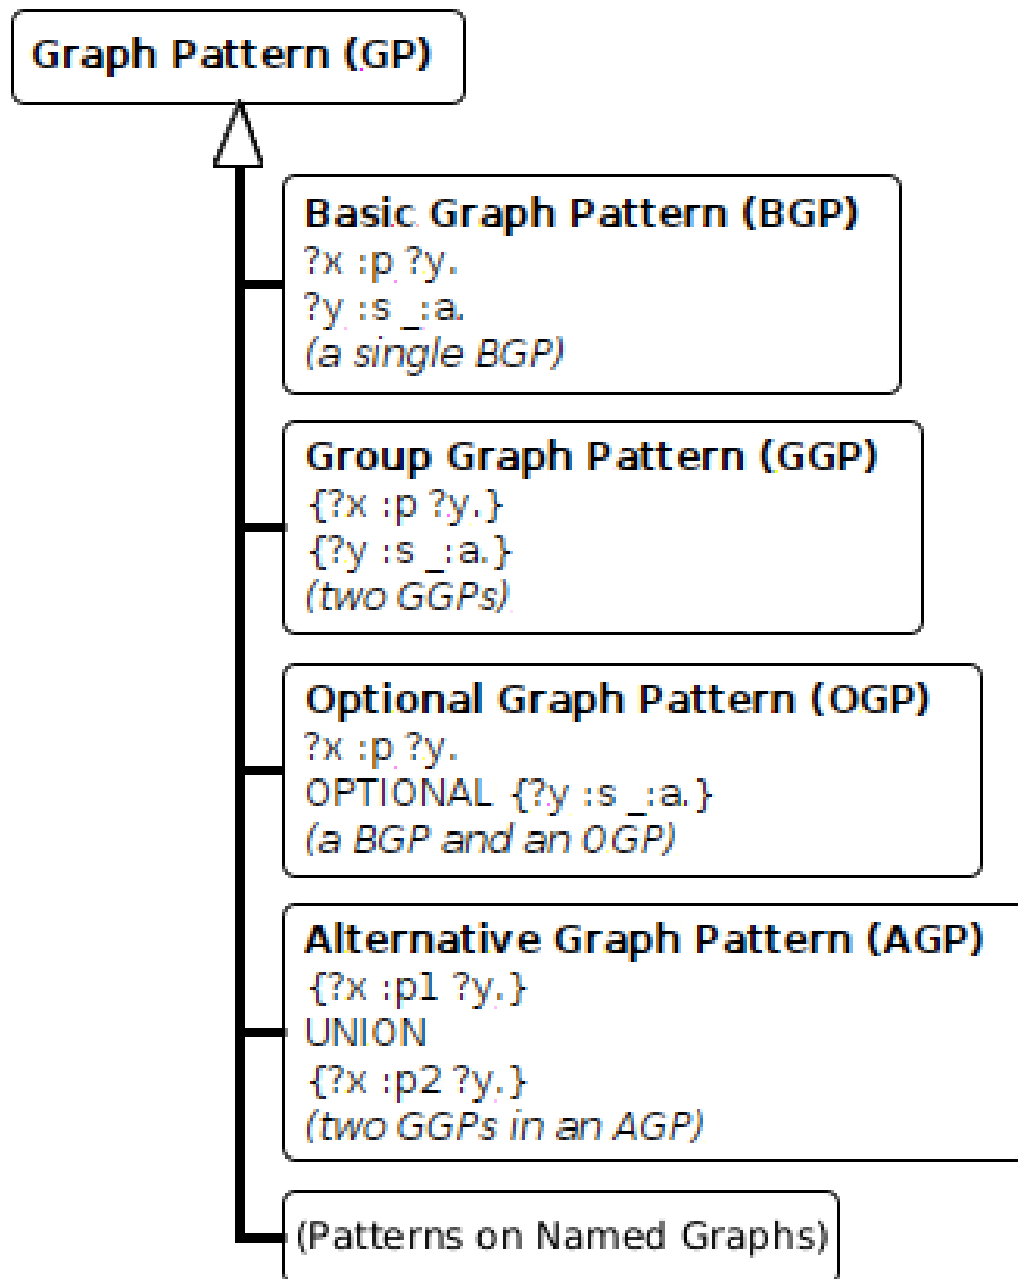 Graph Pattern (GP)
Basic Graph Pattern (BGP)
?x :p ?y.
?y :s _:a.
(a single BGP)
Group Graph Pattern (GGP)
{?x :p ?y.}
{?y :s _:a.}
(two GGPs)
Optional Graph Pattern (OGP)
?x :p ?y.
OPTIONAL {?y :s _:a.}
(a BGP and an OGP)
Alternative Graph Pattern (AGP)
{?x :p1 ?y.}
UNION
{?x :p2 ?y.}
(two GGPs in an AGP)
(Patterns on Named Graphs)